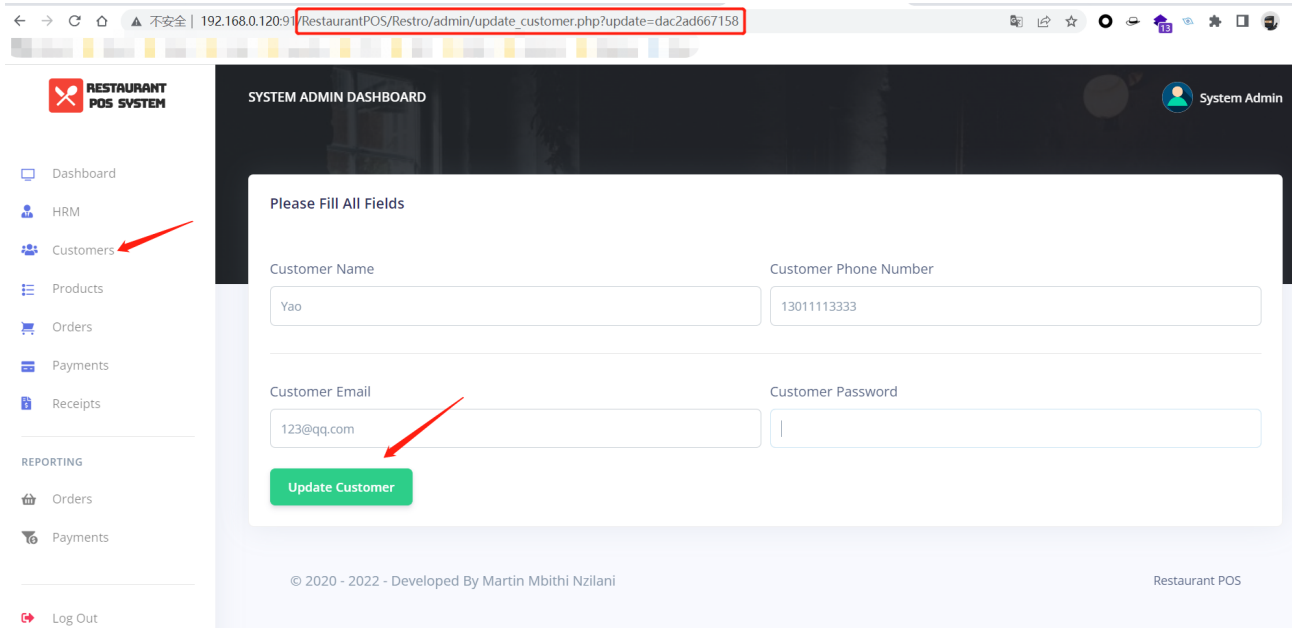 不安全 | 192.168.0.120:91/RestaurantPOS/Restro/admin/update_customer.php?update=dac2ad667158
13
RESTAURANT
POS SYSTEM
SYSTEM ADMIN DASHBOARD
System Admin
Dashboard
HRM
Customers
Products
Orders
Payments
Receipts
REPORTING
Orders
Payments
Log Out
Please Fill All Fields
Customer Name
Customer Phone Number
Yao
13011113333
Customer Email
Customer Password
123@qq.com
Update Customer
© 2020 - 2022 - Developed By Martin Mbithi Nzilani
Restaurant POS